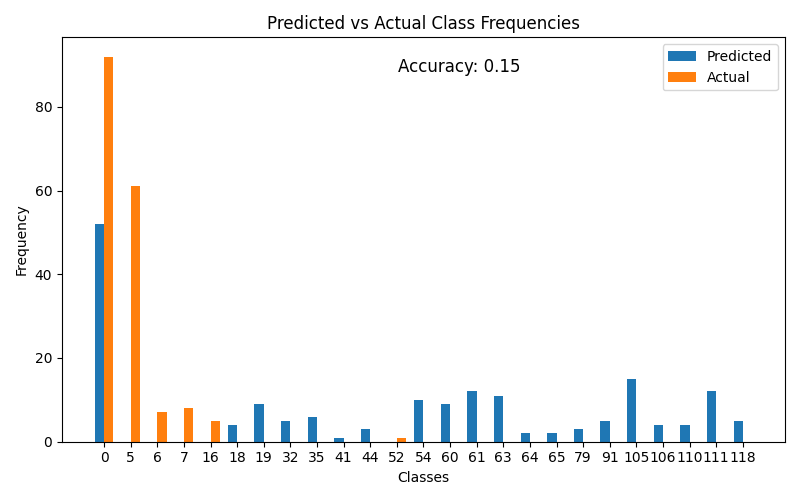 Predicted vs Actual Class Frequencies
Accuracy: 0.15
Predicted
Actual
Frequency
80
60
40
20
0
0 5 6 7 16 18 19 32 35 41 44 52 54 60 61 63 64 65 79 91 105 106 110 111 118
Classes